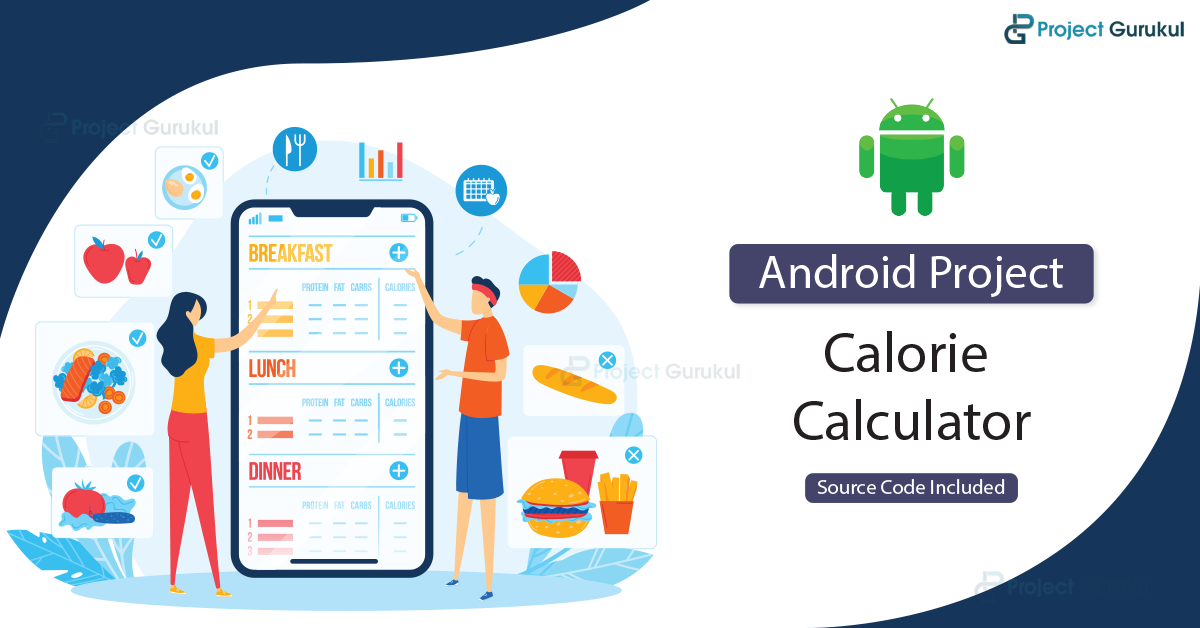 Project Gurukul
Project Gurukul
BREAKFAST
PROTEIN FAT CARBS CALORIES
1
2
3
LUNCH
PROTEIN FAT CARBS CALORIES
1
2
DINNER
PROTEIN FAT CARBS CALORIES
1
2
3
Project Gurukul
Android Project
Calorie
Calculator
Source Code Included
Project